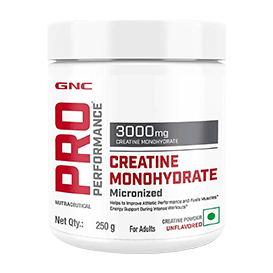 GNC
PRO
PERFORMANCE
3000mg
CREATINE MONOHYDRATE
CREATINE
MONOHYDRATE
Micronized
Helps to Improve Athletic Performance and Fuels Muscles
Energy Support During Intense Workouts
NUTRACEUTICAL
CREATINE POWDER
UNFLAVORED
Net Qty.: 250 g
For Adults